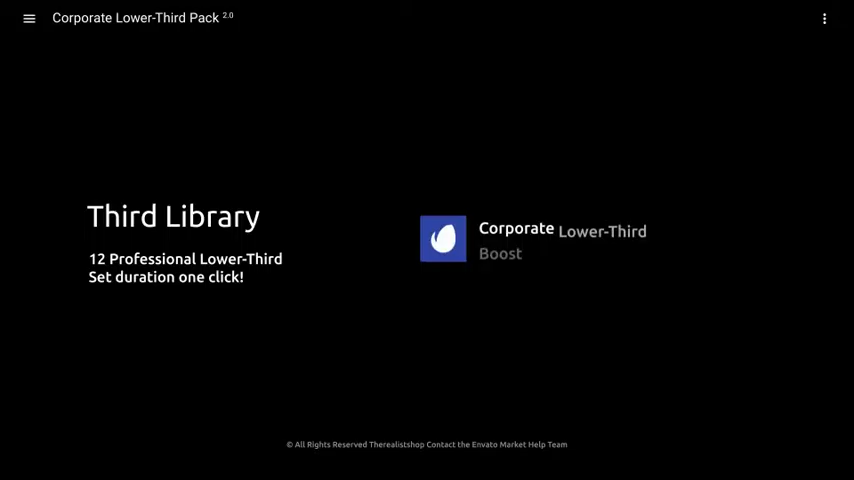 Corporate Lower-Third Pack 2.0
Third Library
12 Professional Lower-Third
Set duration one click!
Corporate Lower-Third
Boost
© All Rights Reserved Therealistshop Contact the Envato Market Help Team